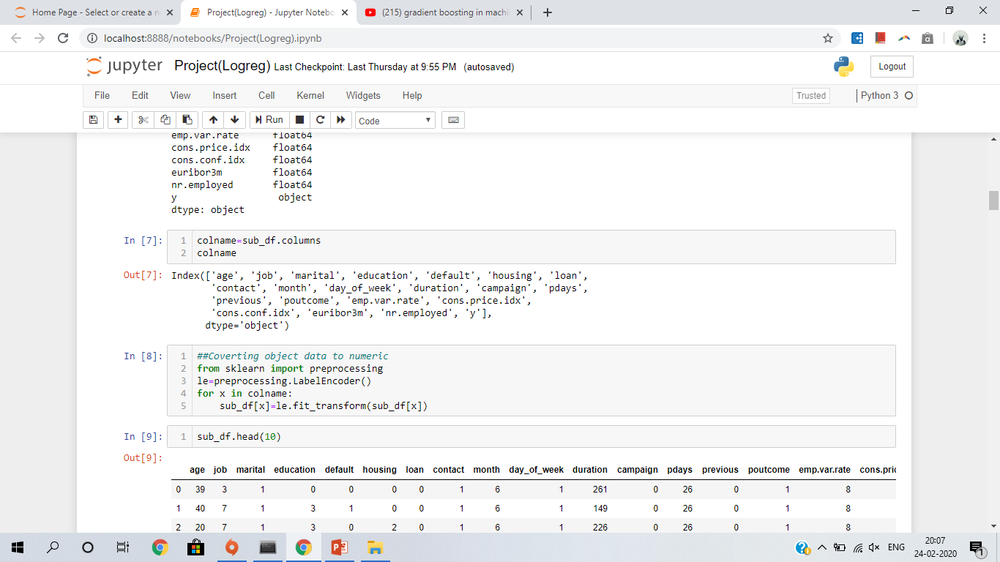 Home Page - Select or create a n
Project(Logreg) - Jupyter Notebo
(215) gradient boosting in machi
localhost:8888/notebooks/Project(Logreg).ipynb
jupyter Project(Logreg) Last Checkpoint: Last Thursday at 9:55 PM (autosaved)
Logout
File Edit View Insert Cell Kernel Widgets Help
Trusted
Python 3
Run
Code
emp.var.rate float64
cons.price.idx float64
cons.conf.idx float64
euribor3m float64
nr.employed float64
y object
dtype: object
In [7]:
1 colname=sub_df.columns
2 colname
Out[7]: Index(['age', 'job', 'marital', 'education', 'default', 'housing', 'loan',
'contact', 'month', 'day_of_week', 'duration', 'campaign', 'pdays',
'previous', 'poutcome', 'emp.var.rate', 'cons.price.idx',
'cons.conf.idx', 'euribor3m', 'nr.employed', 'y'],
dtype='object')
In [8]:
1 ##Coverting object data to numeric
2 from sklearn import preprocessing
3 le=preprocessing.LabelEncoder()
4 for x in colname:
5 sub_df[x]=le.fit_transform(sub_df[x])
In [9]:
1 sub_df.head(10)
Out[9]:
age job marital education default housing loan contact month day_of_week duration campaign pdays previous poutcome emp.var.rate cons.pric
0 39 3 1 0 0 0 0 1 6 1 261 0 26 0 1 8
1 40 7 1 3 1 0 0 1 6 1 149 0 26 0 1 8
2 20 7 1 3 0 2 0 1 6 1 226 0 26 0 1 8
ENG
20:07
24-02-2020
1